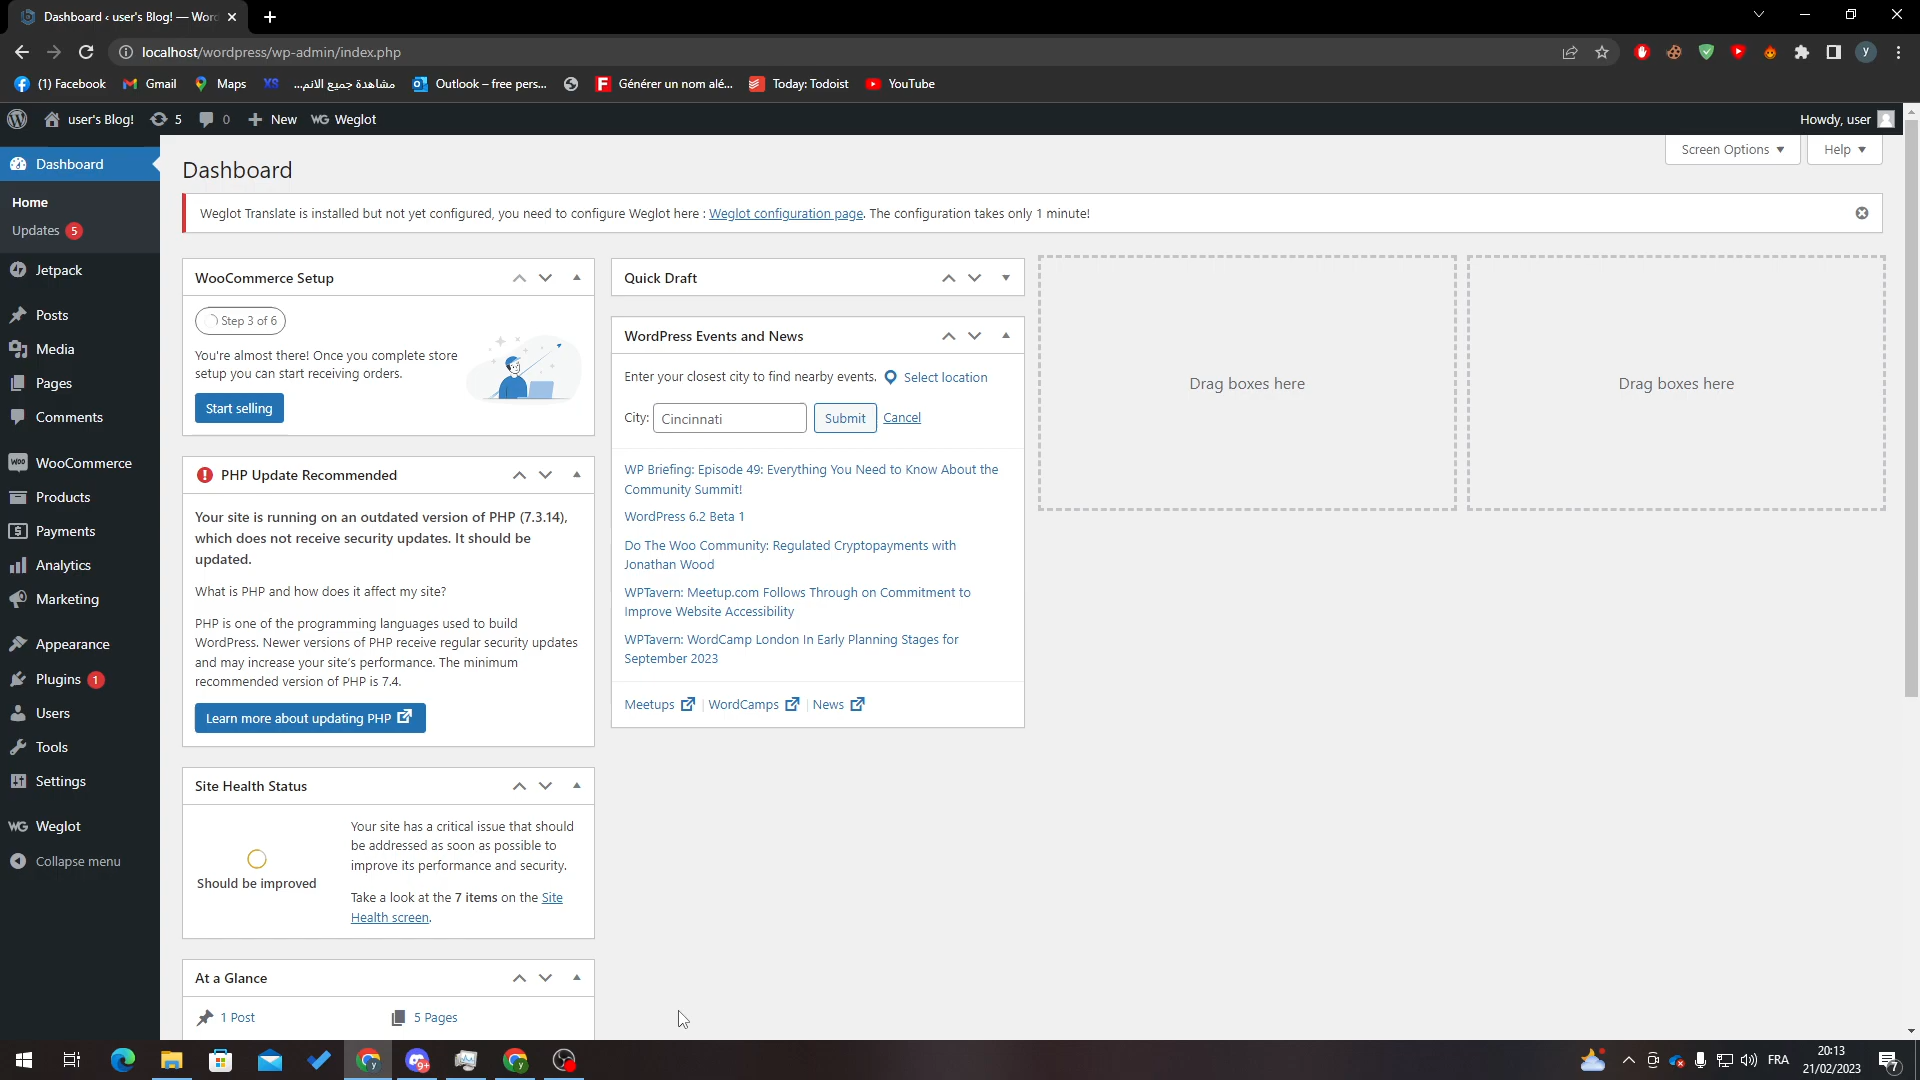 Dashboard ‹ user's Blog! — Wor
localhost/wordpress/wp-admin/index.php
(1) Facebook
Gmail
Maps
XS
مشاهدة جميع الانم...
Outlook – free pers...
Générer un nom alé...
Today: Todoist
YouTube
user's Blog!
5
0
New
WG Weglot
Howdy, user
Dashboard
Home
Updates 5
Jetpack
Posts
Media
Pages
Comments
WooCommerce
Products
Payments
Analytics
Marketing
Appearance
Plugins 1
Users
Tools
Settings
WG Weglot
Collapse menu
Screen Options
Help
Dashboard
Weglot Translate is installed but not yet configured, you need to configure Weglot here : Weglot configuration page. The configuration takes only 1 minute!
WooCommerce Setup
Step 3 of 6
You're almost there! Once you complete store
setup you can start receiving orders.
Start selling
PHP Update Recommended
Your site is running on an outdated version of PHP (7.3.14),
which does not receive security updates. It should be
updated.
What is PHP and how does it affect my site?
PHP is one of the programming languages used to build
WordPress. Newer versions of PHP receive regular security updates
and may increase your site's performance. The minimum
recommended version of PHP is 7.4.
Learn more about updating PHP
Site Health Status
Should be improved
Your site has a critical issue that should
be addressed as soon as possible to
improve its performance and security.
Take a look at the 7 items on the Site
Health screen.
At a Glance
1 Post
5 Pages
Quick Draft
WordPress Events and News
Enter your closest city to find nearby events.
Select location
City:
Cincinnati
Submit
Cancel
WP Briefing: Episode 49: Everything You Need to Know About the
Community Summit!
WordPress 6.2 Beta 1
Do The Woo Community: Regulated Cryptopayments with
Jonathan Wood
WPTavern: Meetup.com Follows Through on Commitment to
Improve Website Accessibility
WPTavern: WordCamp London In Early Planning Stages for
September 2023
Meetups
WordCamps
News
Drag boxes here
Drag boxes here
9+
FRA
20:13
21/02/2023
7